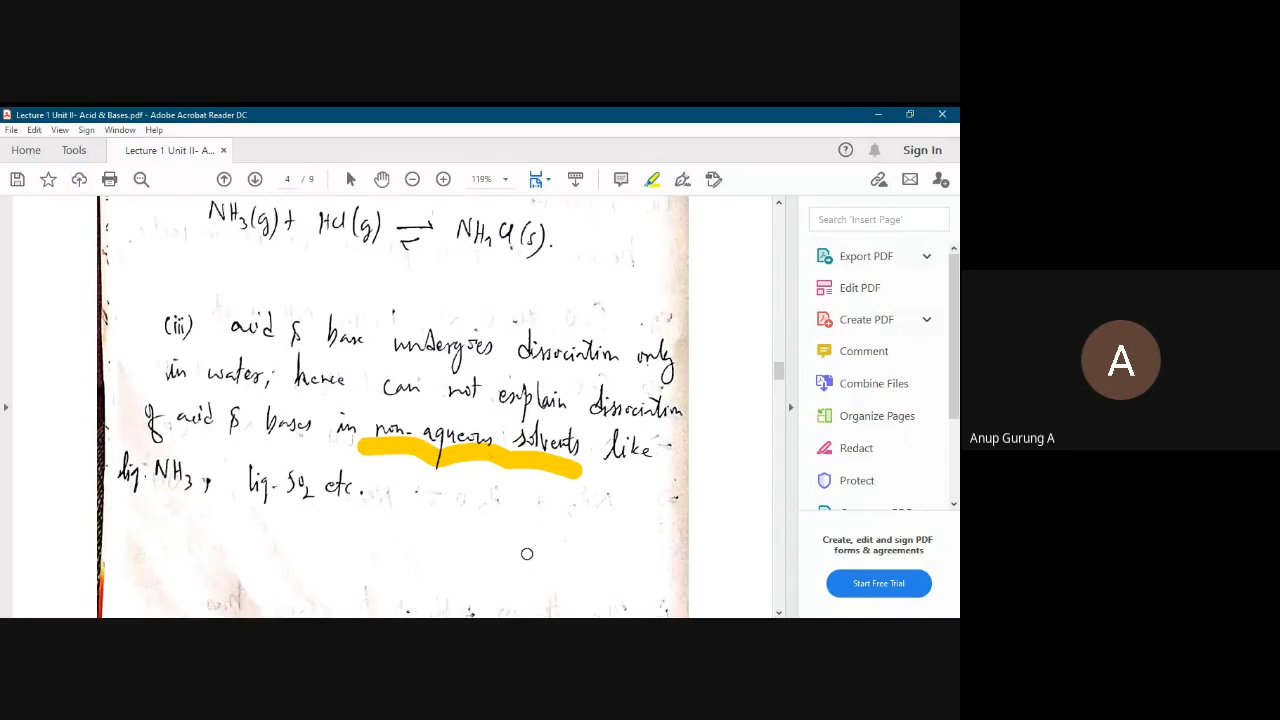 Lecture 1 Unit II- Acid & Bases.pdf - Adobe Acrobat Reader DC
File Edit View Sign Window Help
Home Tools Lecture 1 Unit II- A... × Sign In
4 / 9 119%
NH3(g) + HCl(g) ⇌ NH4Cl(s).
(iii) acid & base undergoes dissociation only
in water; hence can not explain dissociation
of acid & bases in non-aqueous solvents like
liq. NH3, liq. SO2 etc.
Search 'Insert Page'
Export PDF
Edit PDF
Create PDF
Comment
Combine Files
Organize Pages
Redact
Protect
Create, edit and sign PDF
forms & agreements
Start Free Trial
A
Anup Gurung A